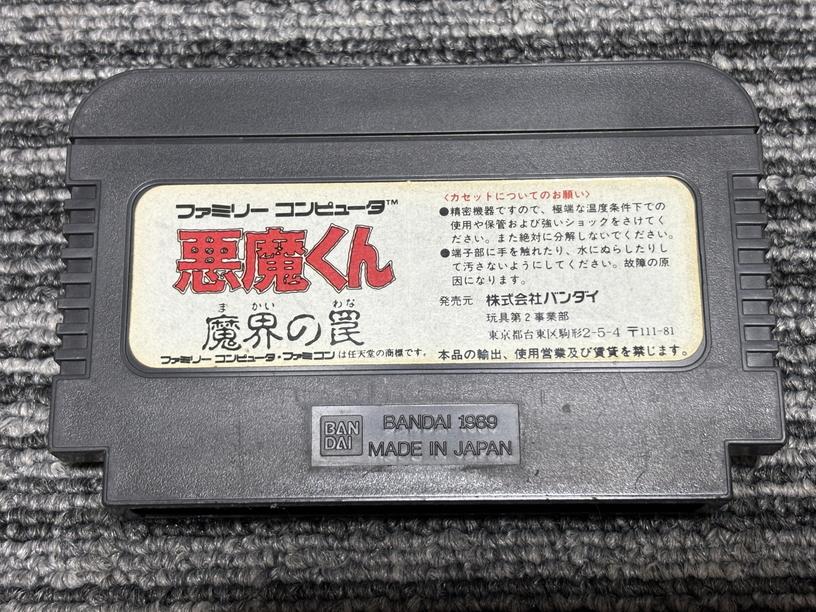 ファミリー コンピュータ™
悪魔くん
まかい わな
魔界の罠
ファミリー コンピュータ・ファミコンは任天堂の商標です。
〈カセットについてのお願い〉
●精密機器ですので、極端な温度条件下での
使用や保管および強いショックをさけてく
ださい。また絶対に分解しないでください。
●端子部に手を触れたり、水にぬらしたりし
て汚さないようにしてください。故障の原
因になります。
発売元 株式会社バンダイ
玩具第2事業部
東京都台東区駒形2-5-4 〒111-81
本品の輸出、使用営業及び賃貸を禁じます。
BAN
DAI
BANDAI 1989
MADE IN JAPAN